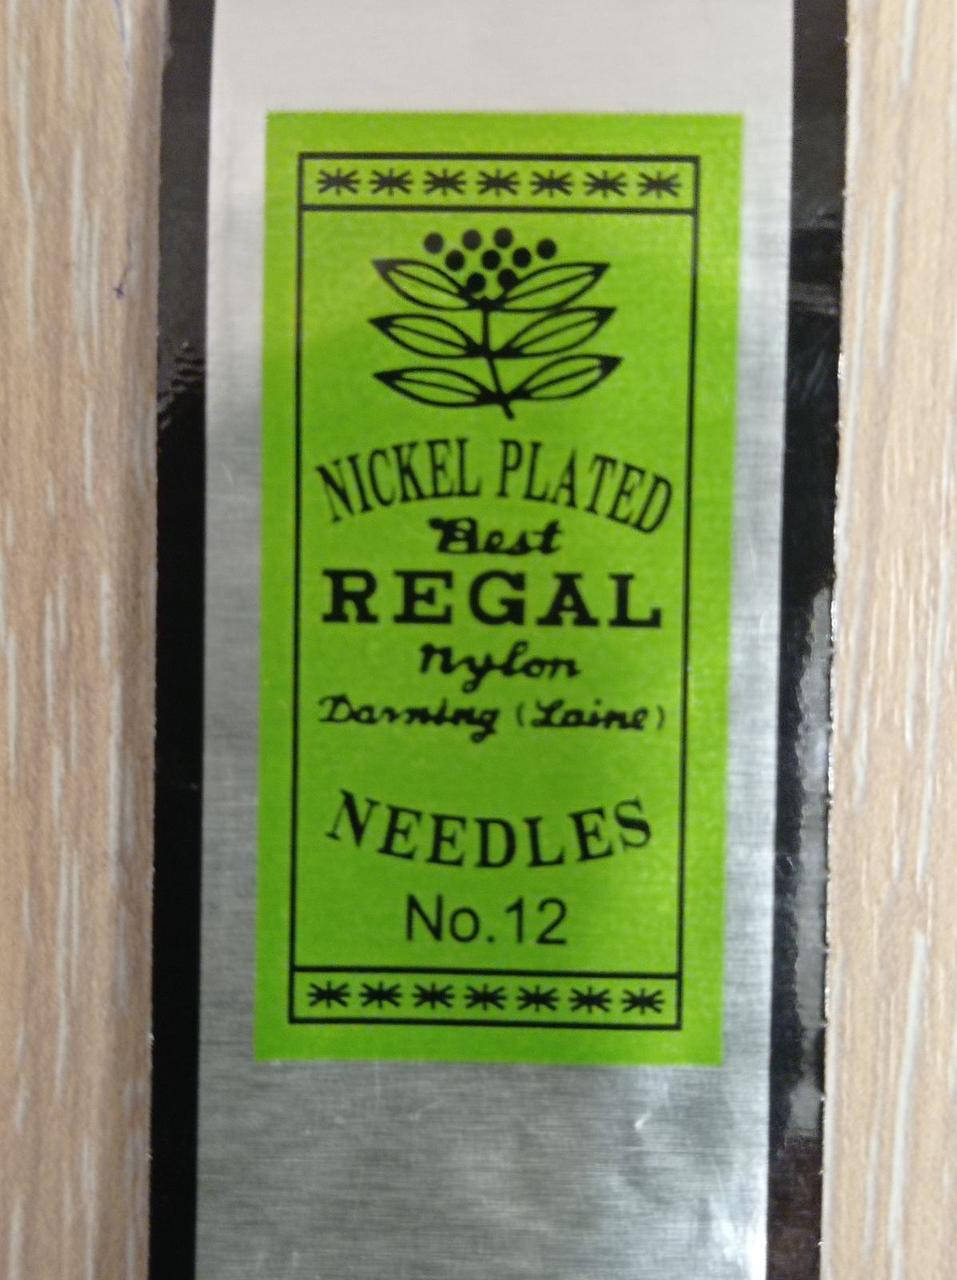 NICKEL PLATED
Best
REGAL
Nylon
Darning (Laine)
NEEDLES
No.12